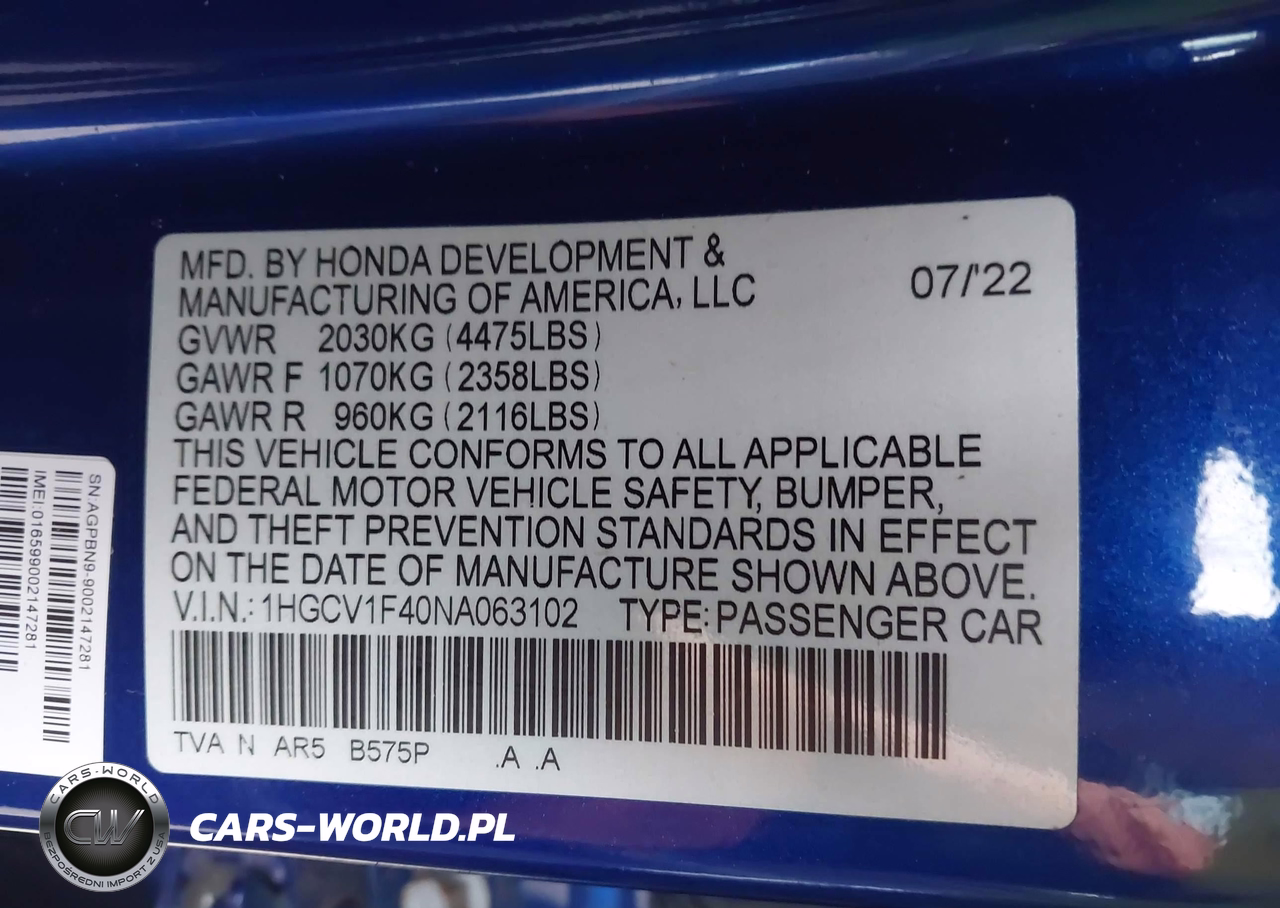 MFD. BY HONDA DEVELOPMENT &
MANUFACTURING OF AMERICA, LLC
07/'22
GVWR 2030KG (4475LBS)
GAWR F 1070KG (2358LBS)
GAWR R 960KG (2116LBS)
THIS VEHICLE CONFORMS TO ALL APPLICABLE
FEDERAL MOTOR VEHICLE SAFETY, BUMPER,
AND THEFT PREVENTION STANDARDS IN EFFECT
ON THE DATE OF MANUFACTURE SHOWN ABOVE.
V.I.N.: 1HGCV1F40NA063102 TYPE: PASSENGER CAR
TVA N AR5 B575P .A .A
SN:AGPBN9-9002147281
IMEI:016599002147281
CARS-WORLD
CW
BEZPOŚREDNI IMPORT Z USA
CARS-WORLD.PL